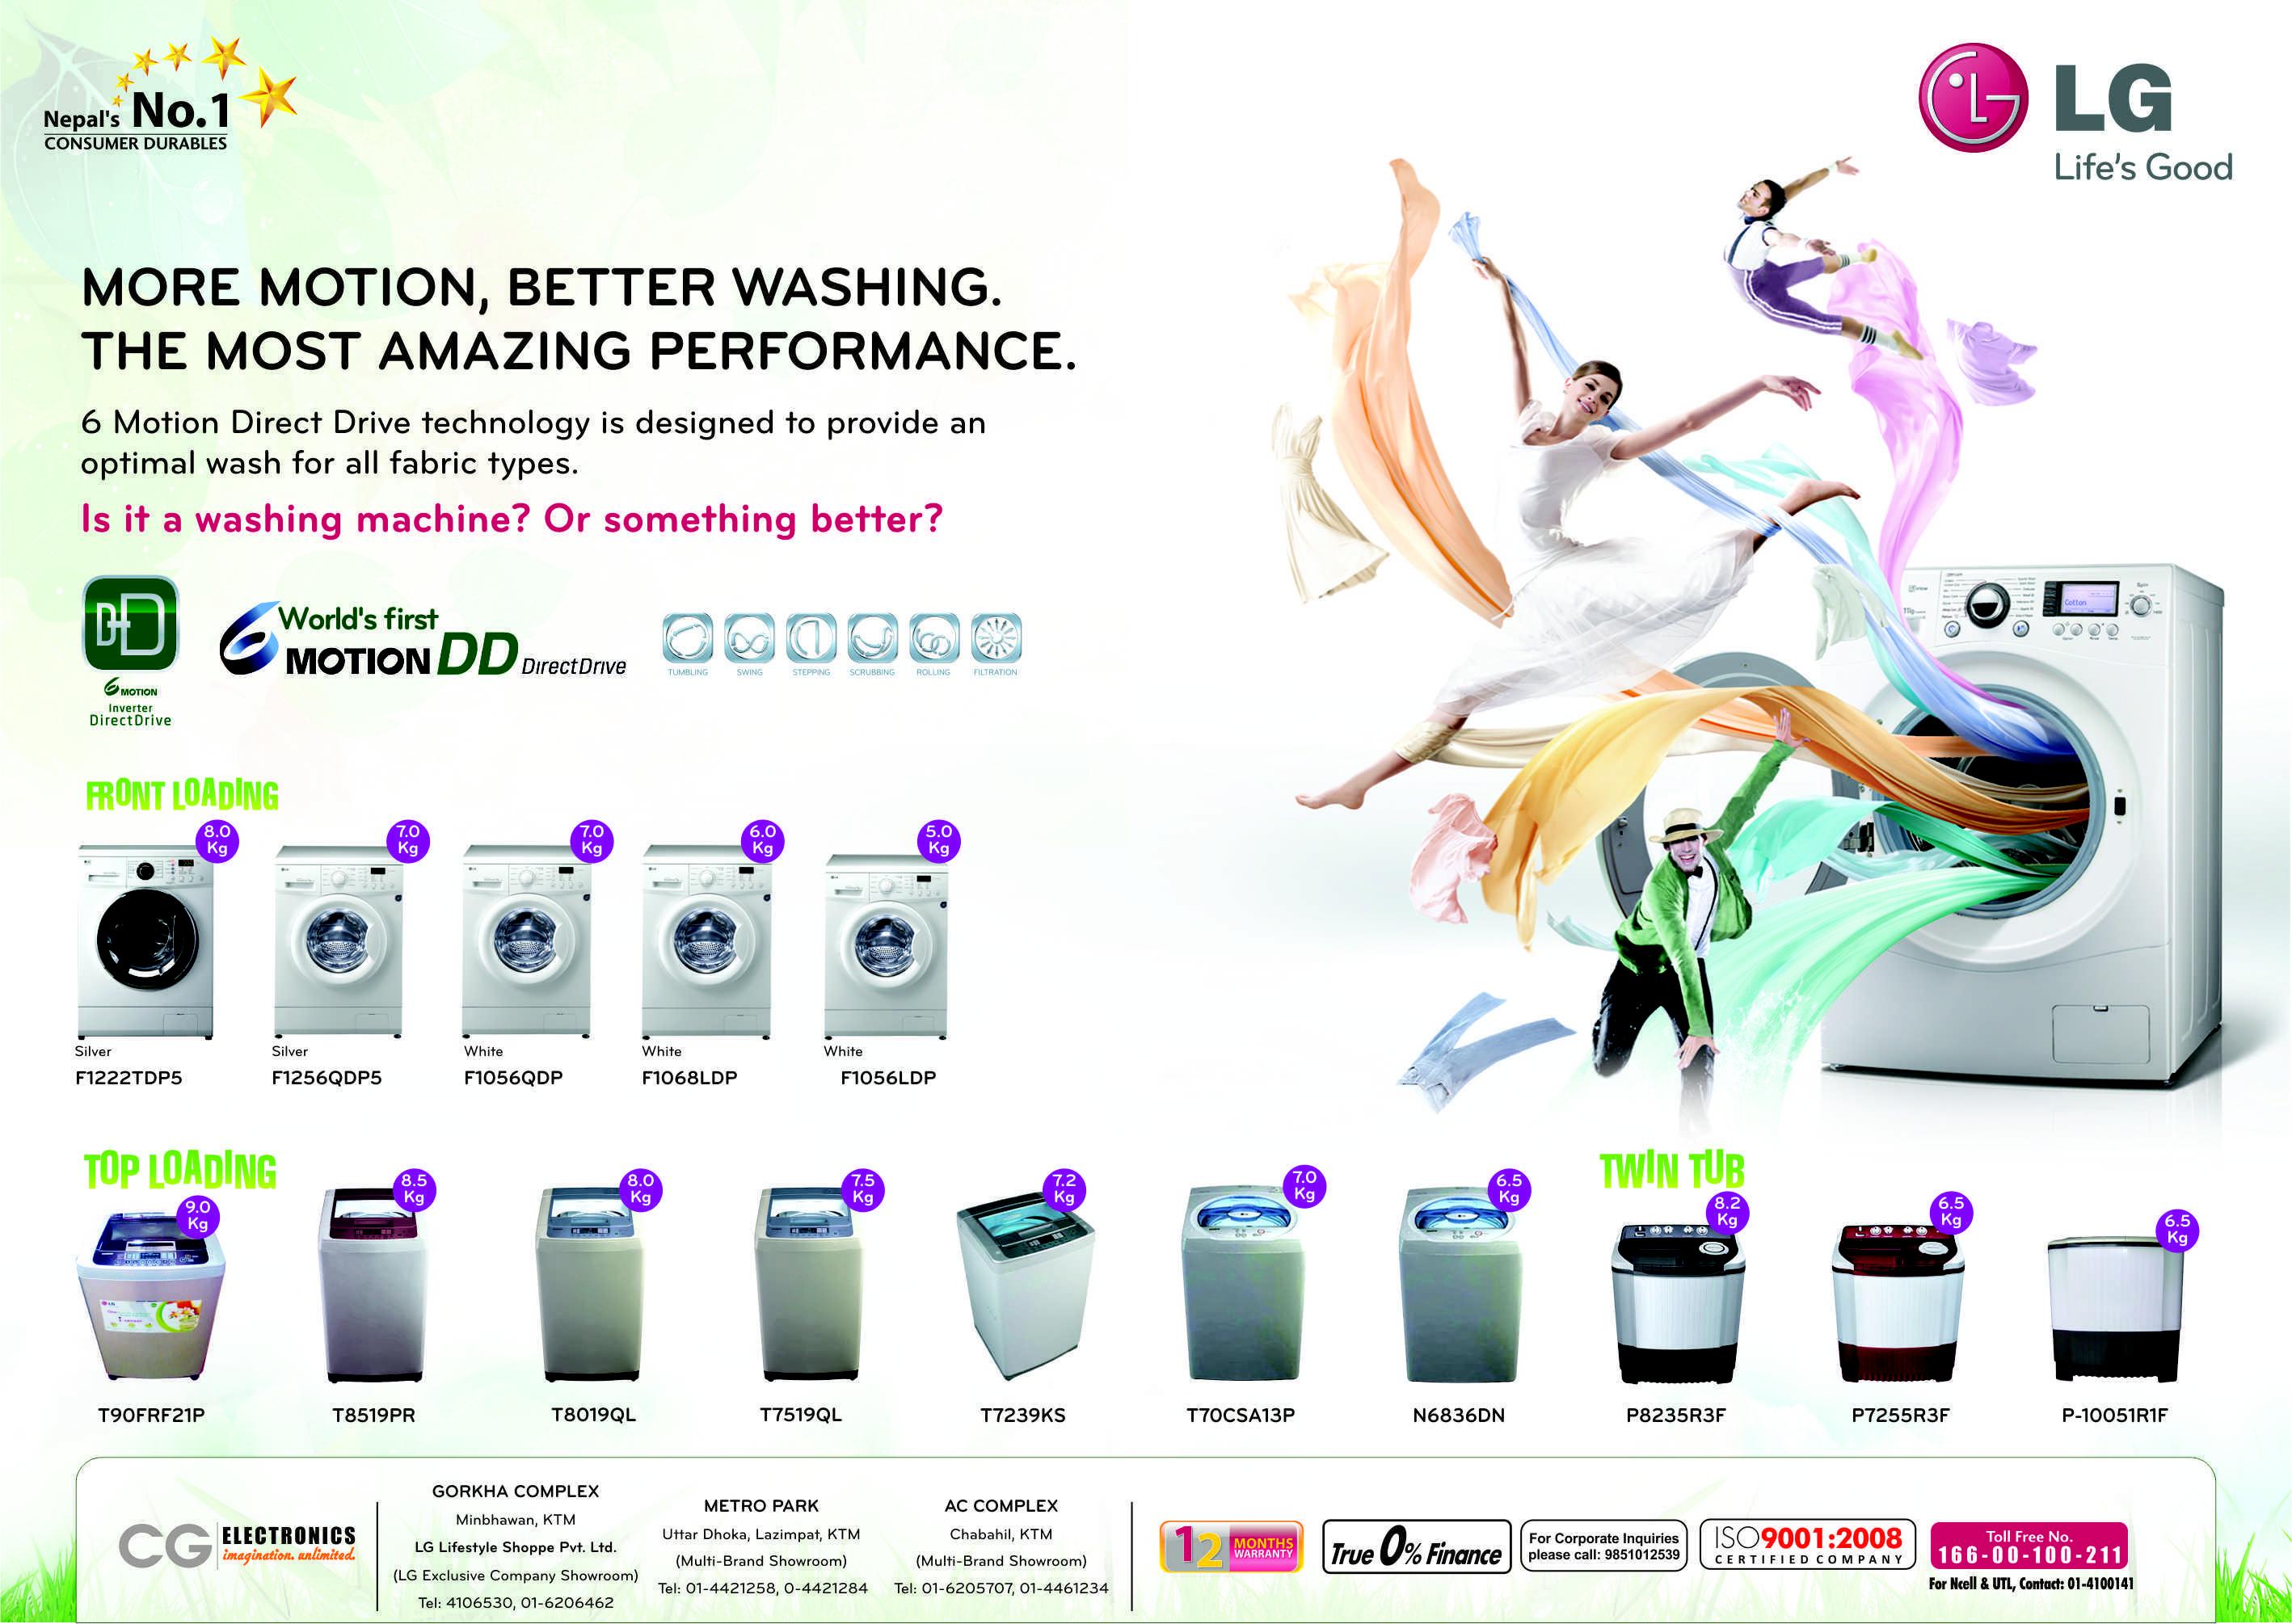 Nepal's No.1
CONSUMER DURABLES
LG
Life's Good
MORE MOTION, BETTER WASHING.
THE MOST AMAZING PERFORMANCE.
6 Motion Direct Drive technology is designed to provide an
optimal wash for all fabric types.
Is it a washing machine? Or something better?
DD
6 MOTION
Inverter
DirectDrive
World's first
6 MOTION DD DirectDrive
TUMBLING SWING STEPPING SCRUBBING ROLLING FILTRATION
Cotton
FRONT LOADING
8.0 Kg
7.0 Kg
7.0 Kg
6.0 Kg
5.0 Kg
Silver
F1222TDP5
Silver
F1256QDP5
White
F1056QDP
White
F1068LDP
White
F1056LDP
TOP LOADING
9.0 Kg
8.5 Kg
8.0 Kg
7.5 Kg
7.2 Kg
7.0 Kg
6.5 Kg
T90FRF21P
T8519PR
T8019QL
T7519QL
T7239KS
T70CSA13P
N6836DN
TWIN TUB
8.2 Kg
6.5 Kg
6.5 Kg
P8235R3F
P7255R3F
P-10051R1F
CG ELECTRONICS
imagination. unlimited.
GORKHA COMPLEX
Minbhawan, KTM
LG Lifestyle Shoppe Pvt. Ltd.
(LG Exclusive Company Showroom)
Tel: 4106530, 01-6206462
METRO PARK
Uttar Dhoka, Lazimpat, KTM
(Multi-Brand Showroom)
Tel: 01-4421258, 0-4421284
AC COMPLEX
Chabahil, KTM
(Multi-Brand Showroom)
Tel: 01-6205707, 01-4461234
12 MONTHS WARRANTY
True 0% Finance
For Corporate Inquiries
please call: 9851012539
ISO9001:2008
CERTIFIED COMPANY
Toll Free No.
166-00-100-211
For Ncell & UTL, Contact: 01-4100141